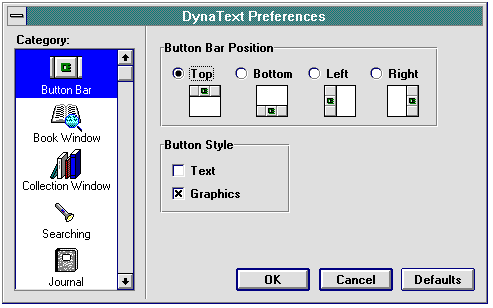 DynaText Preferences
Category:
Button Bar
Book Window
Collection Window
Searching
Journal
Button Bar Position
Top Bottom Left Right
Button Style
Text
Graphics
OK Cancel Defaults